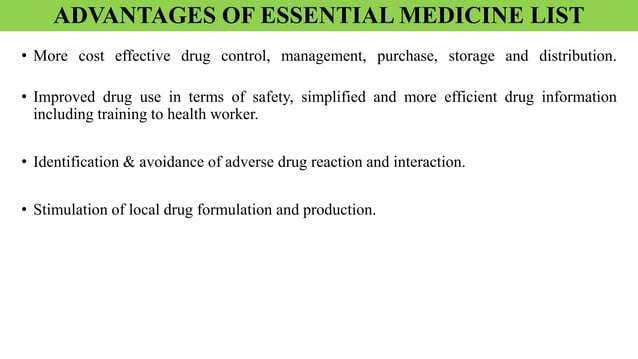 ADVANTAGES OF ESSENTIAL MEDICINE LIST
• More cost effective drug control, management, purchase, storage and distribution.
• Improved drug use in terms of safety, simplified and more efficient drug information
including training to health worker.
• Identification & avoidance of adverse drug reaction and interaction.
• Stimulation of local drug formulation and production.